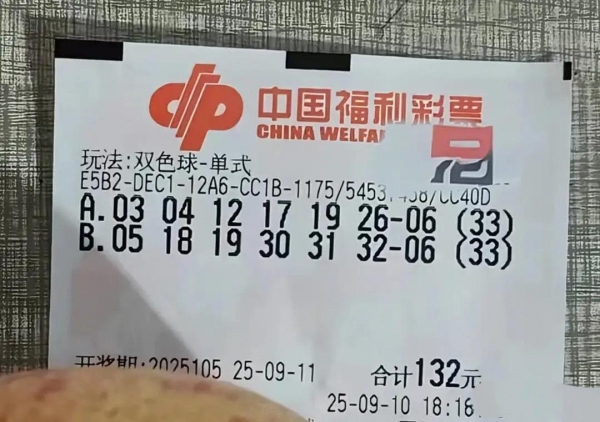 中国福利彩票
CHINA WELFA
玩法:双色球-单式
E5B2-DEC1-12A6-CC1B-1175/5453
A.03 04 12 17 19 26-06 (33)
B.05 18 19 30 31 32-06 (33)
开奖期:2025105 25-09-11 合计132元
25-09-10 18:18